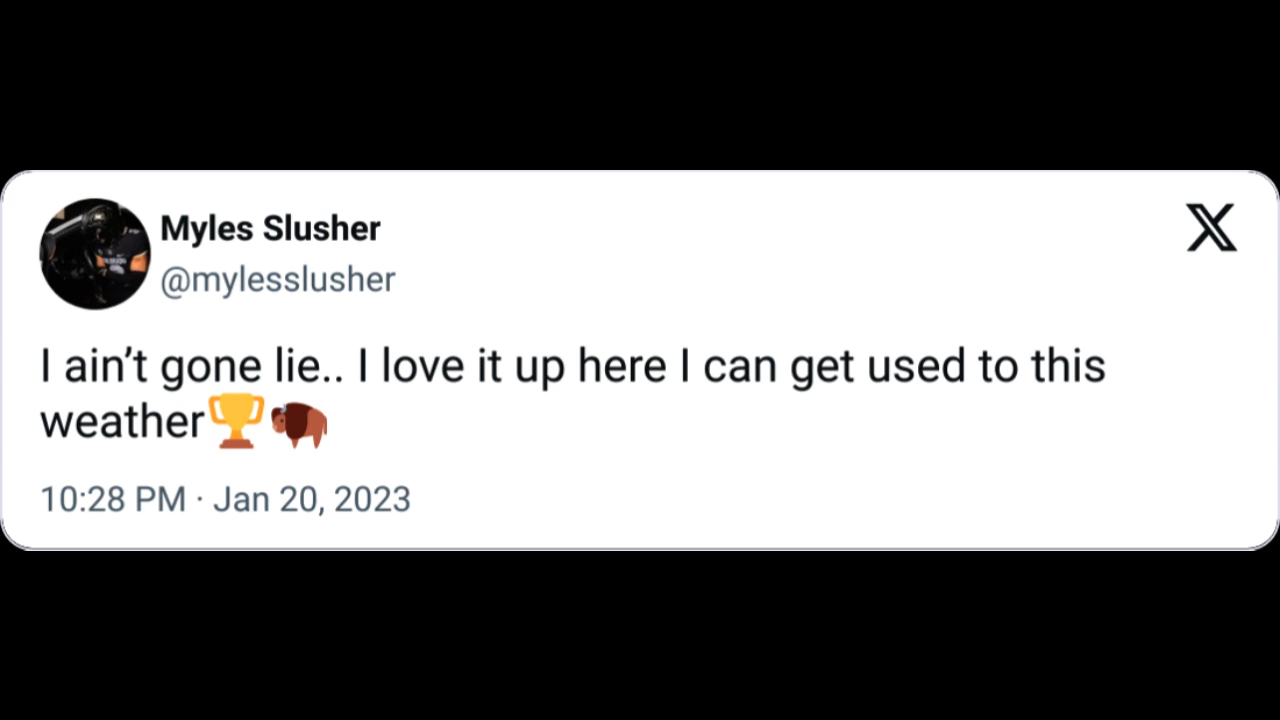 Myles Slusher
@mylesslusher
I ain’t gone lie.. I love it up here I can get used to this
weather🏆🦬
10:28 PM · Jan 20, 2023